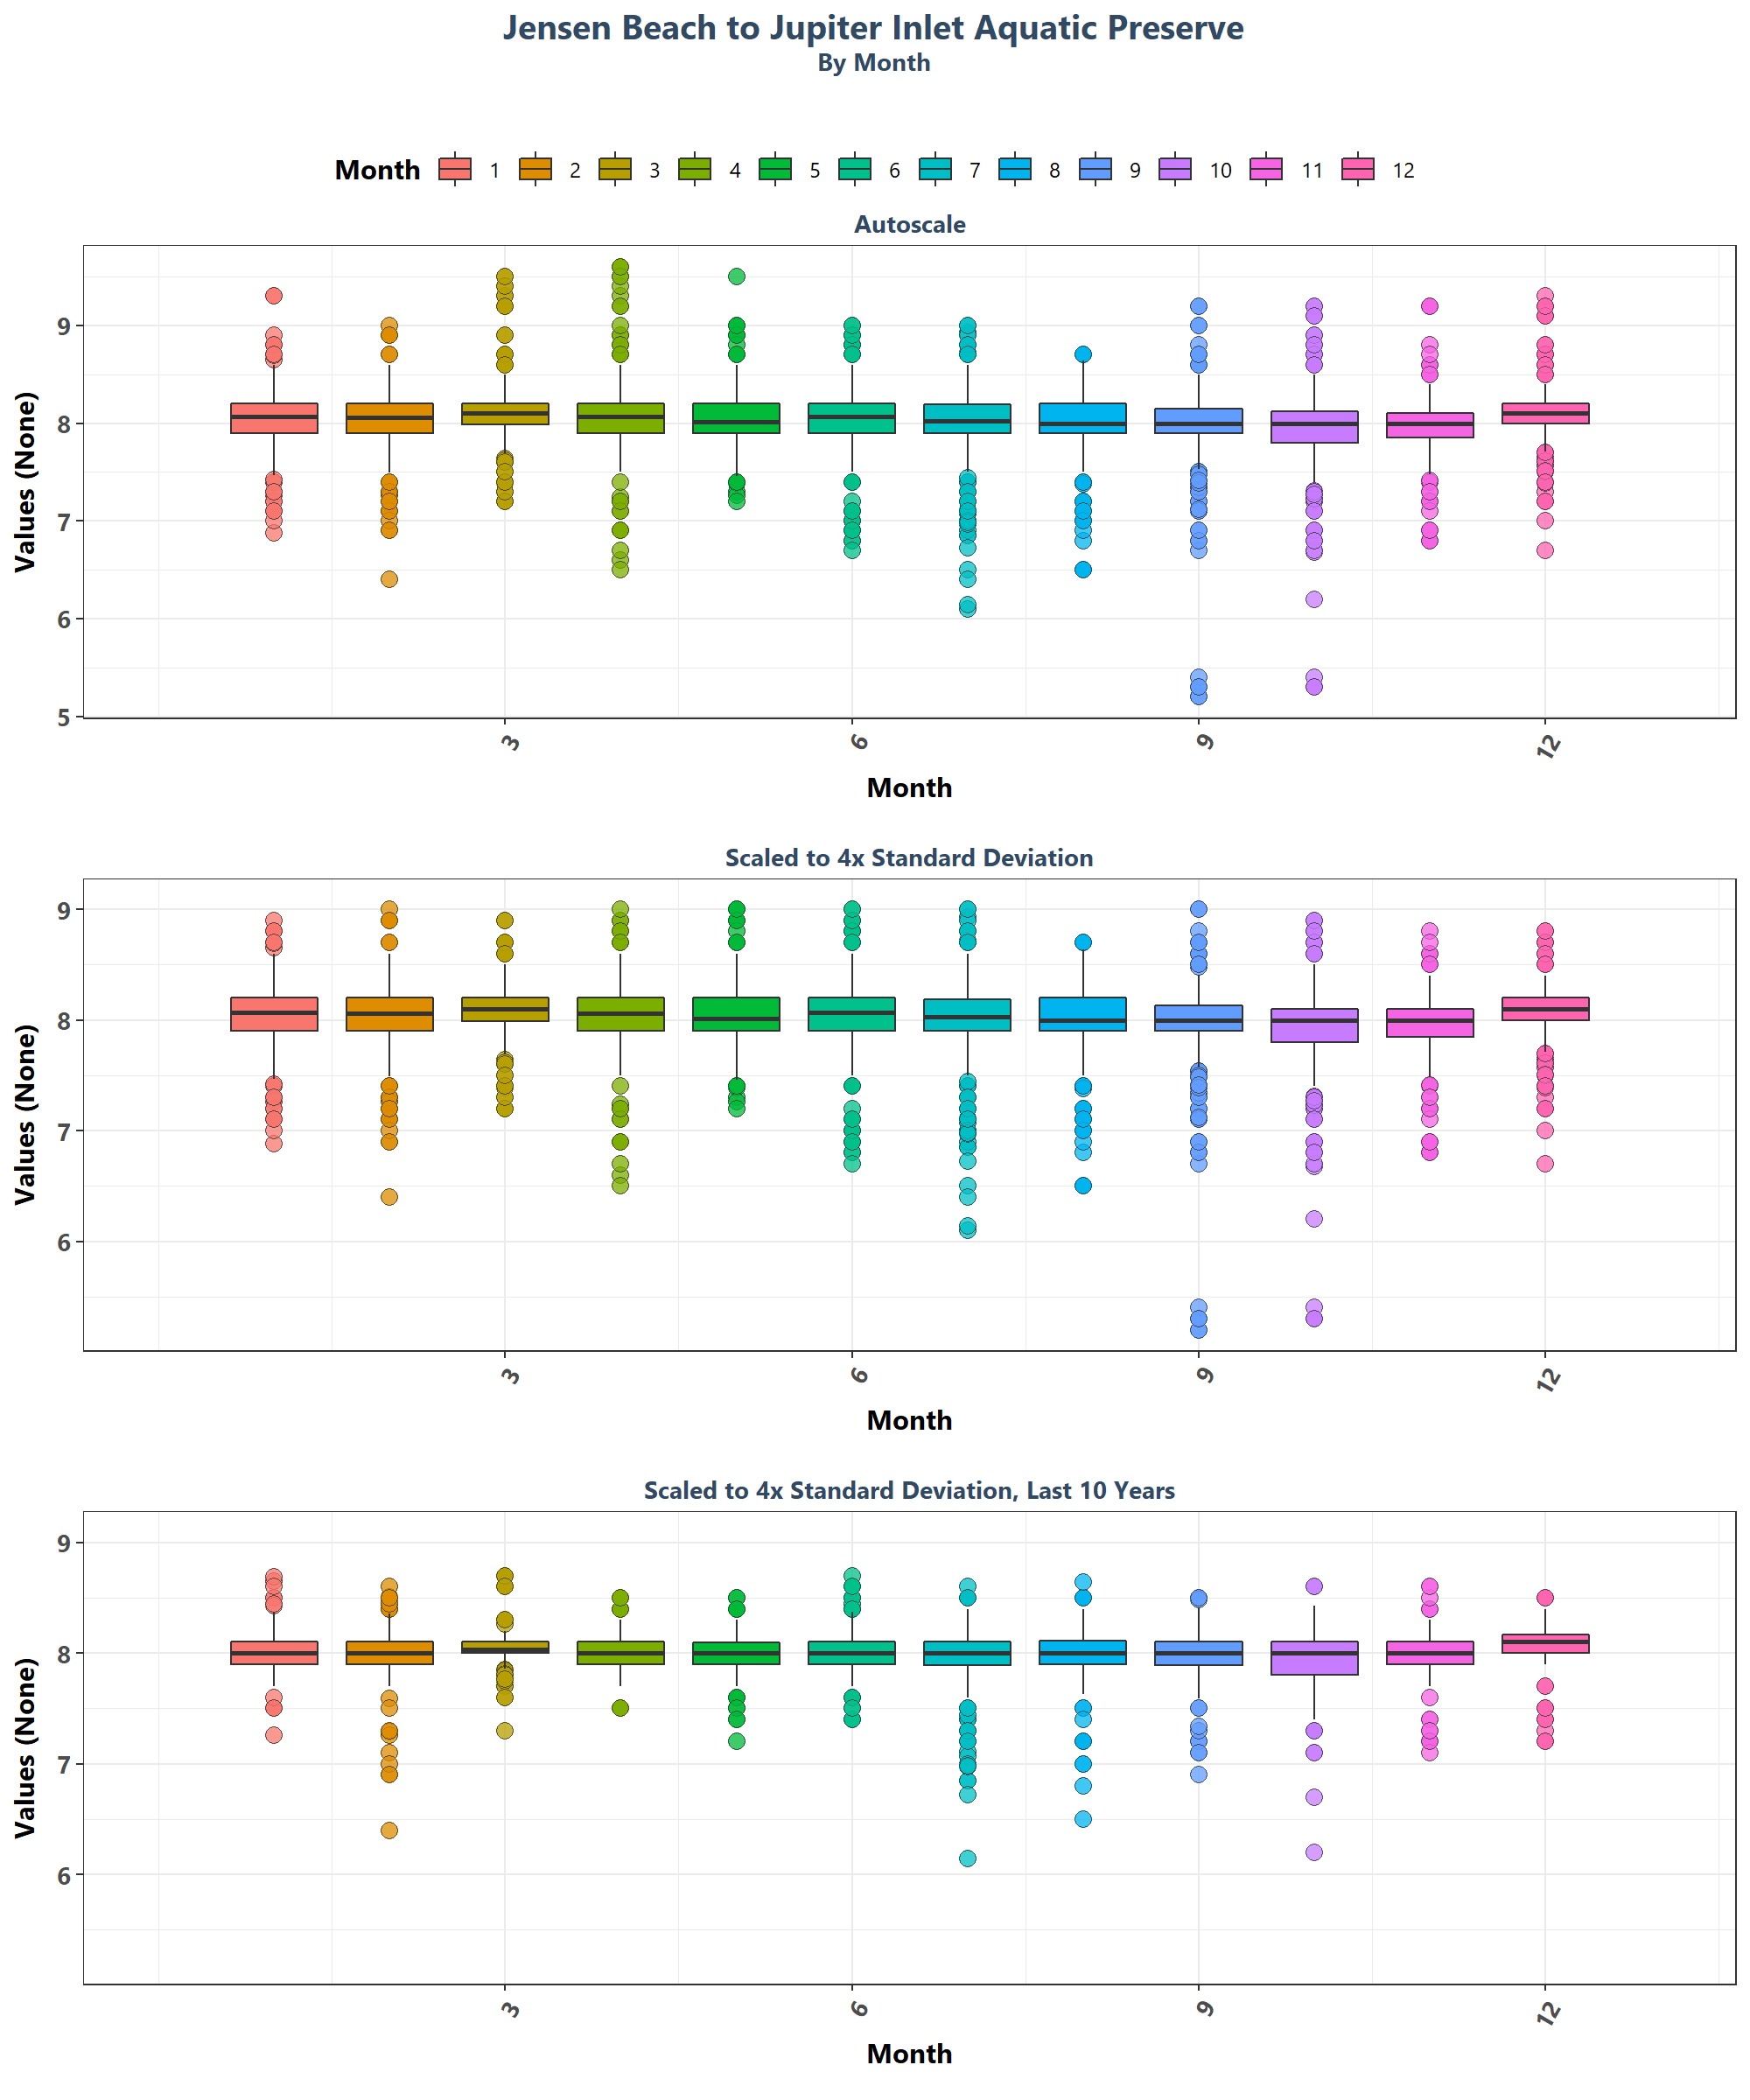 Jensen Beach to Jupiter Inlet Aquatic Preserve
By Month
Month 1 2 3 4 5 6 7 8 9 10 11 12
Autoscale
Values (None)
9
8
7
6
5
3 6 9 12
Month
Scaled to 4x Standard Deviation
Values (None)
9
8
7
6
3 6 9 12
Month
Scaled to 4x Standard Deviation, Last 10 Years
Values (None)
9
8
7
6
3 6 9 12
Month